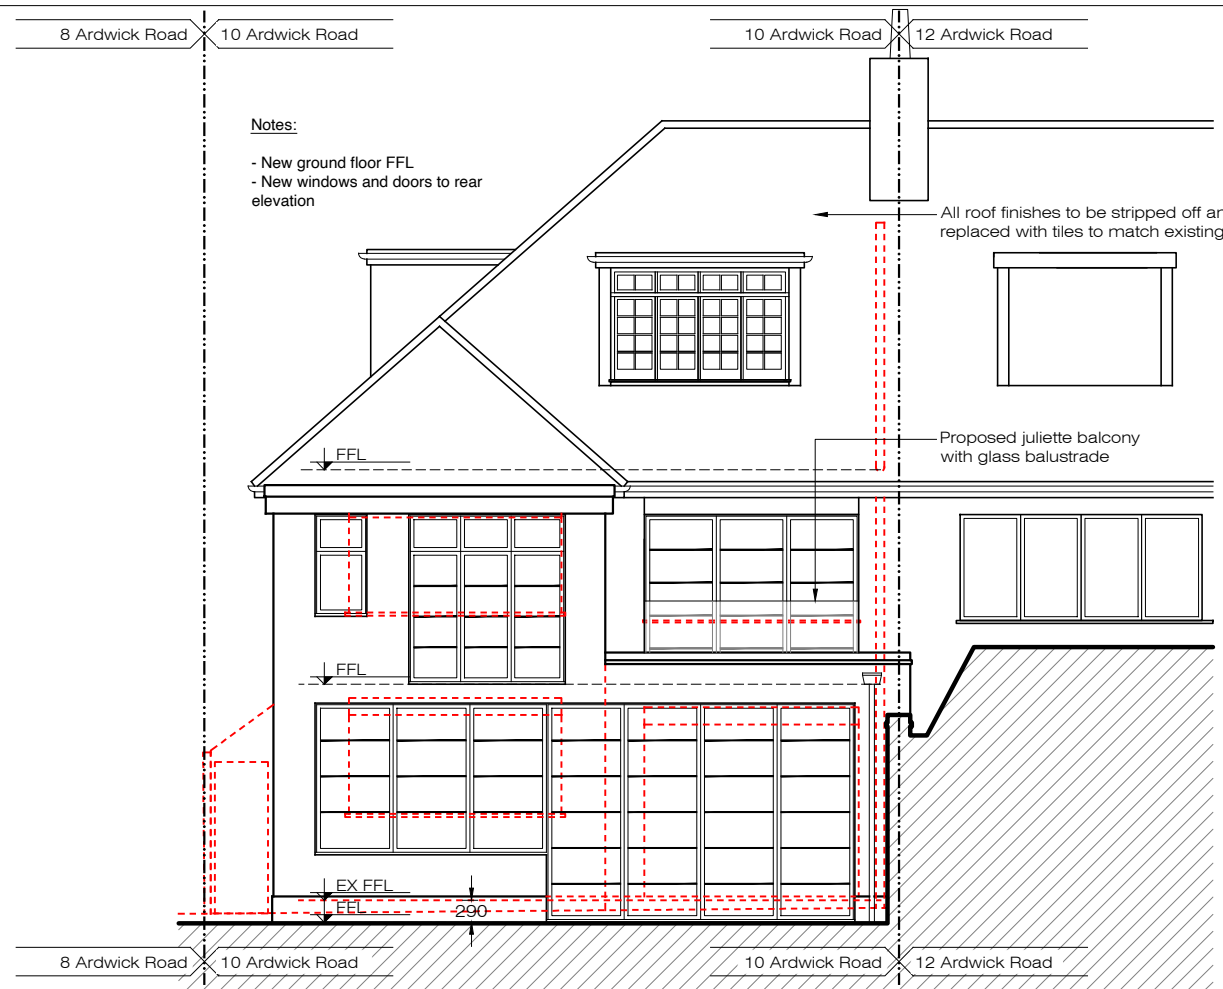 8 Ardwick Road 10 Ardwick Road
10 Ardwick Road 12 Ardwick Road
Notes:
- New ground floor FFL
- New windows and doors to rear
elevation
All roof finishes to be stripped off
replaced with tiles to match existing
FFL
Proposed juliette balcony
with glass balustrade
FFL
EX FFL
FFL
290
8 Ardwick Road 10 Ardwick Road
10 Ardwick Road 12 Ardwick Road